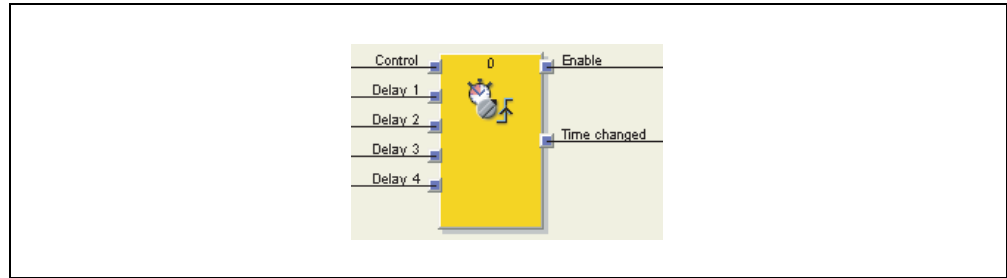 Control
0
Enable
Delay 1
Delay 2
Time changed
Delay 3
Delay 4